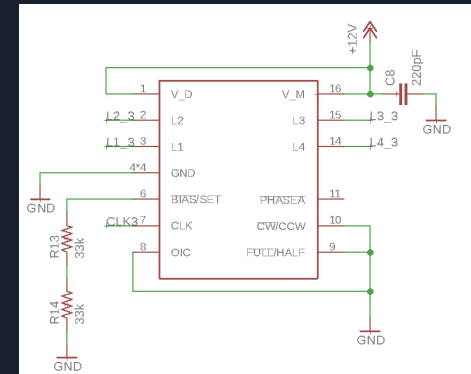 +12V
C8
220pF
GND
1 V_D V_M 16
L2_3 2 L2 L3 15 L3_3
L1_3 3 L1 L4 14 L4_3
4*4 GND
GND
6 BIAS/SET PHASEA 11
CLK3 7 CLK CW/CCW 10
8 OIC FULL/HALF 9
R13
33k
R14
33k
GND
GND